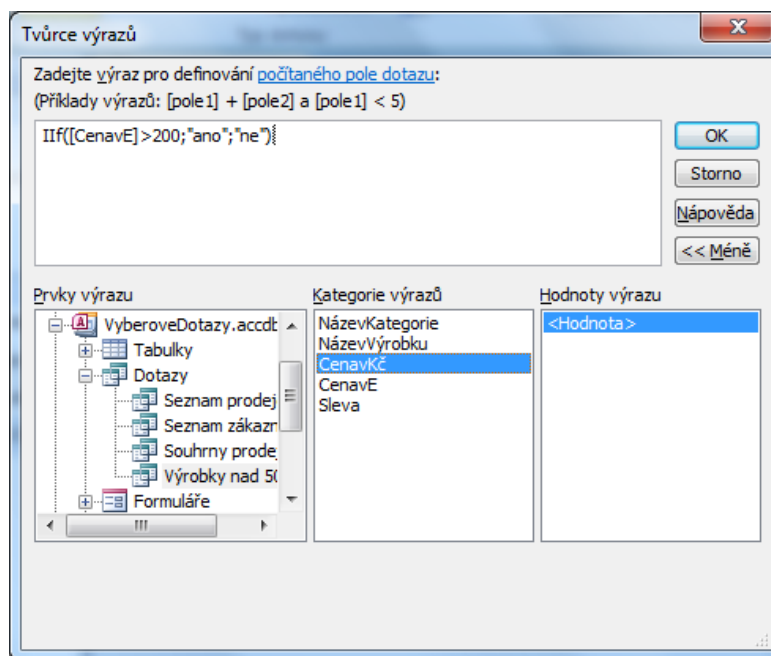 Tvůrce výrazů
Zadejte výraz pro definování počítaného pole dotazu:
(Příklady výrazů: [pole1] + [pole2] a [pole1] < 5)
IIf([CenavE]>200;"ano";"ne")
OK
Storno
Nápověda
<< Méně
Prvky výrazu
VyberoveDotazy.accdb
Tabulky
Dotazy
Seznam prodej
Seznam zákazn
Souhrny prode
Výrobky nad 50
Formuláře
Kategorie výrazů
NázevKategorie
NázevVýrobku
CenavKč
CenavE
Sleva
Hodnoty výrazu
<Hodnota>